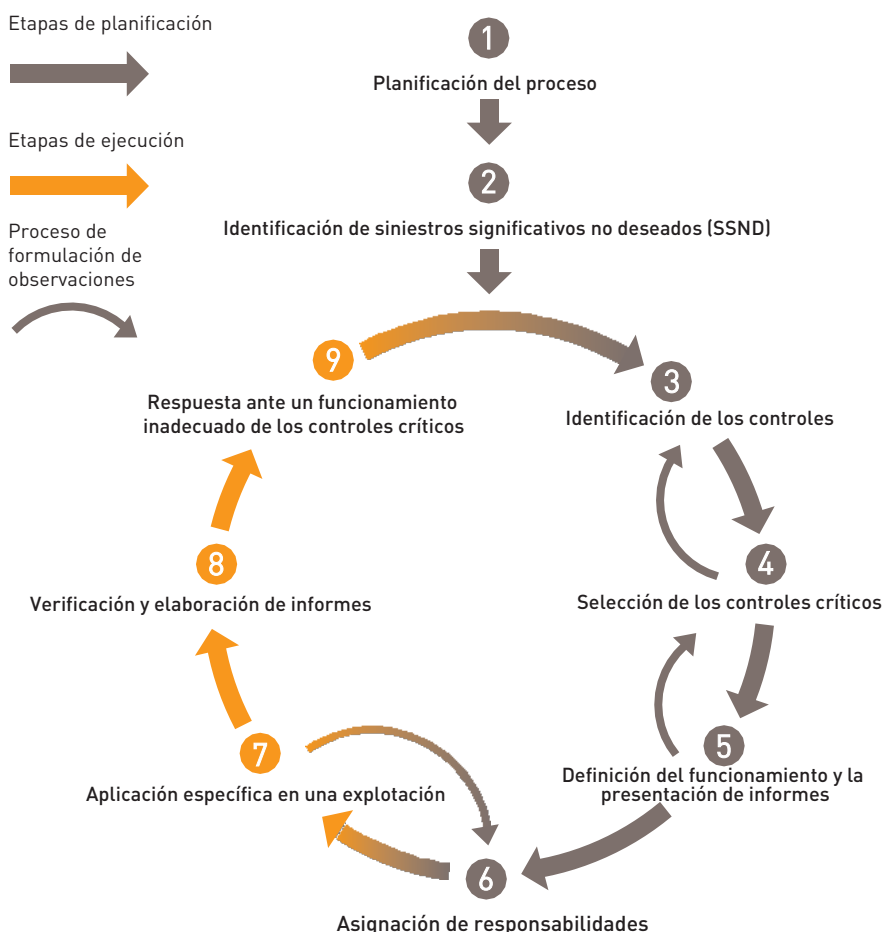 Etapas de planificación
Etapas de ejecución
Proceso de
formulación de
observaciones
1
Planificación del proceso
2
Identificación de siniestros significativos no deseados (SSND)
3
Identificación de los controles
4
Selección de los controles críticos
5
Definición del funcionamiento y la
presentación de informes
6
Asignación de responsabilidades
7
Aplicación específica en una explotación
8
Verificación y elaboración de informes
9
Respuesta ante un funcionamiento
inadecuado de los controles críticos